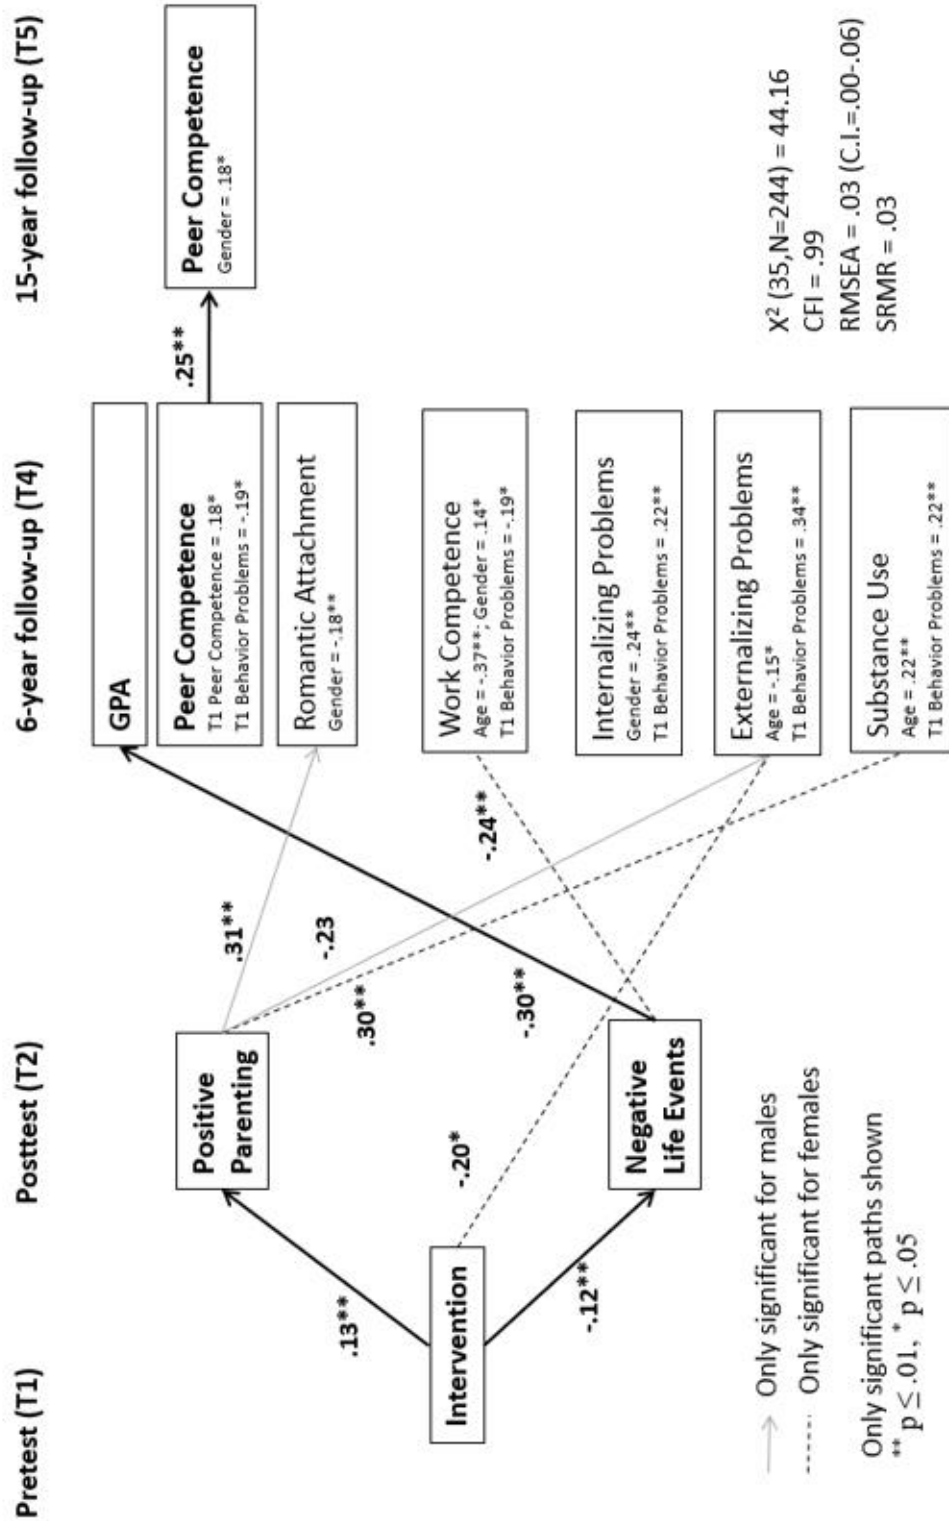 Pretest (T1)
Posttest (T2)
6-year follow-up (T4)
15-year follow-up (T5)
Intervention
.13**
-.12**
-.20*
Positive
Parenting
Negative
Life Events
.31**
-.23
.30**
-.30**
-.24**
GPA
Peer Competence
T1 Peer Competence = .18*
T1 Behavior Problems = -.19*
Romantic Attachment
Gender = -.18**
Work Competence
Age = -.37**; Gender = .14*
T1 Behavior Problems = -.19*
Internalizing Problems
Gender = .24**
T1 Behavior Problems = .22**
Externalizing Problems
Age = -.15*
T1 Behavior Problems = .34**
Substance Use
Age = .22**
T1 Behavior Problems = .22**
.25**
Peer Competence
Gender = .18*
Only significant for males
Only significant for females
Only significant paths shown
** p ≤ .01, * p ≤ .05
X² (35,N=244) = 44.16
CFI = .99
RMSEA = .03 (C.I.=.00-.06)
SRMR = .03